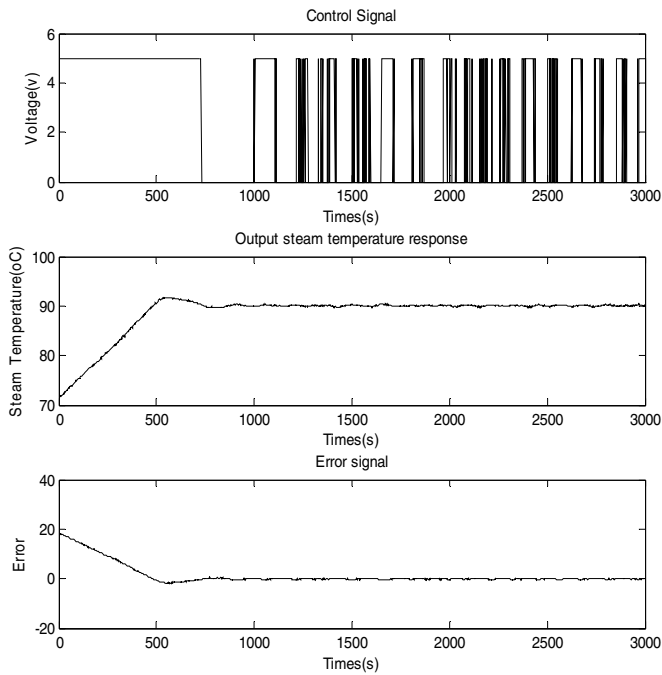 Control Signal
6
4
2
0
Voltage(v)
0 500 1000 1500 2000 2500 3000
Times(s)
Output steam temperature response
100
90
80
70
Steam Temperature(oC)
0 500 1000 1500 2000 2500 3000
Times(s)
Error signal
40
20
0
-20
Error
0 500 1000 1500 2000 2500 3000
Times(s)